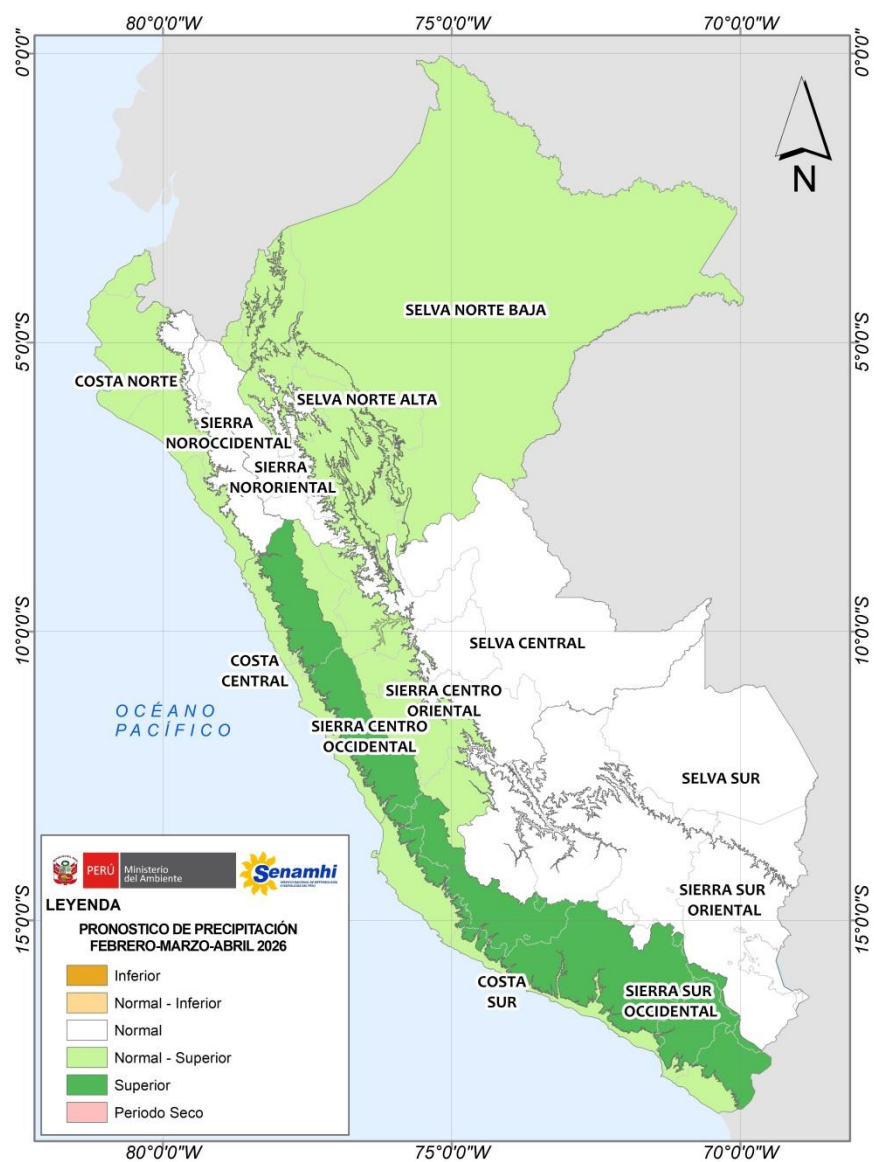 80°0'0"W
75°0'0"W
70°0'0"W
0°0'0"
0°0'0"
N
SELVA NORTE BAJA
5°0'0"S
5°0'0"S
COSTA NORTE
SELVA NORTE ALTA
SIERRA
NOROCCIDENTAL
SIERRA
NORORIENTAL
10°0'0"S
10°0'0"S
SELVA CENTRAL
COSTA
CENTRAL
SIERRA CENTRO
ORIENTAL
OCÉANO
PACÍFICO
SIERRA CENTRO
OCCIDENTAL
SELVA SUR
SIERRA SUR
ORIENTAL
15°0'0"S
15°0'0"S
COSTA
SUR
SIERRA SUR
OCCIDENTAL
PERÚ
Ministerio
del Ambiente
Senamhi
LEYENDA
PRONOSTICO DE PRECIPITACIÓN
FEBRERO-MARZO-ABRIL 2026
Inferior
Normal - Inferior
Normal
Normal - Superior
Superior
Periodo Seco
80°0'0"W
75°0'0"W
70°0'0"W